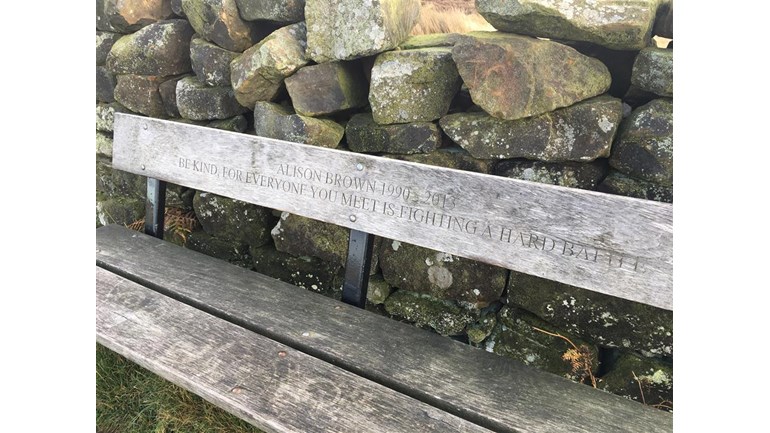 ALISON BROWN 1990 - 2013
BE KIND, FOR EVERYONE YOU MEET IS FIGHTING A HARD BATTLE